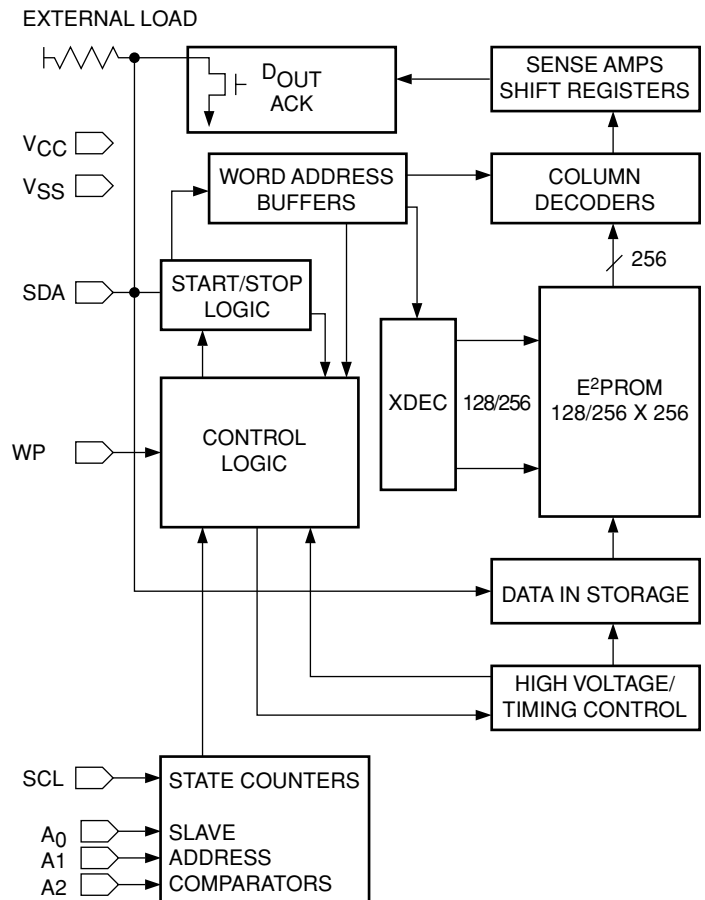 EXTERNAL LOAD
DOUT
ACK
SENSE AMPS
SHIFT REGISTERS
VCC
VSS
WORD ADDRESS
BUFFERS
COLUMN
DECODERS
256
SDA
START/STOP
LOGIC
XDEC
128/256
E²PROM
128/256 X 256
WP
CONTROL
LOGIC
DATA IN STORAGE
HIGH VOLTAGE/
TIMING CONTROL
SCL
STATE COUNTERS
A0
SLAVE
A1
ADDRESS
A2
COMPARATORS